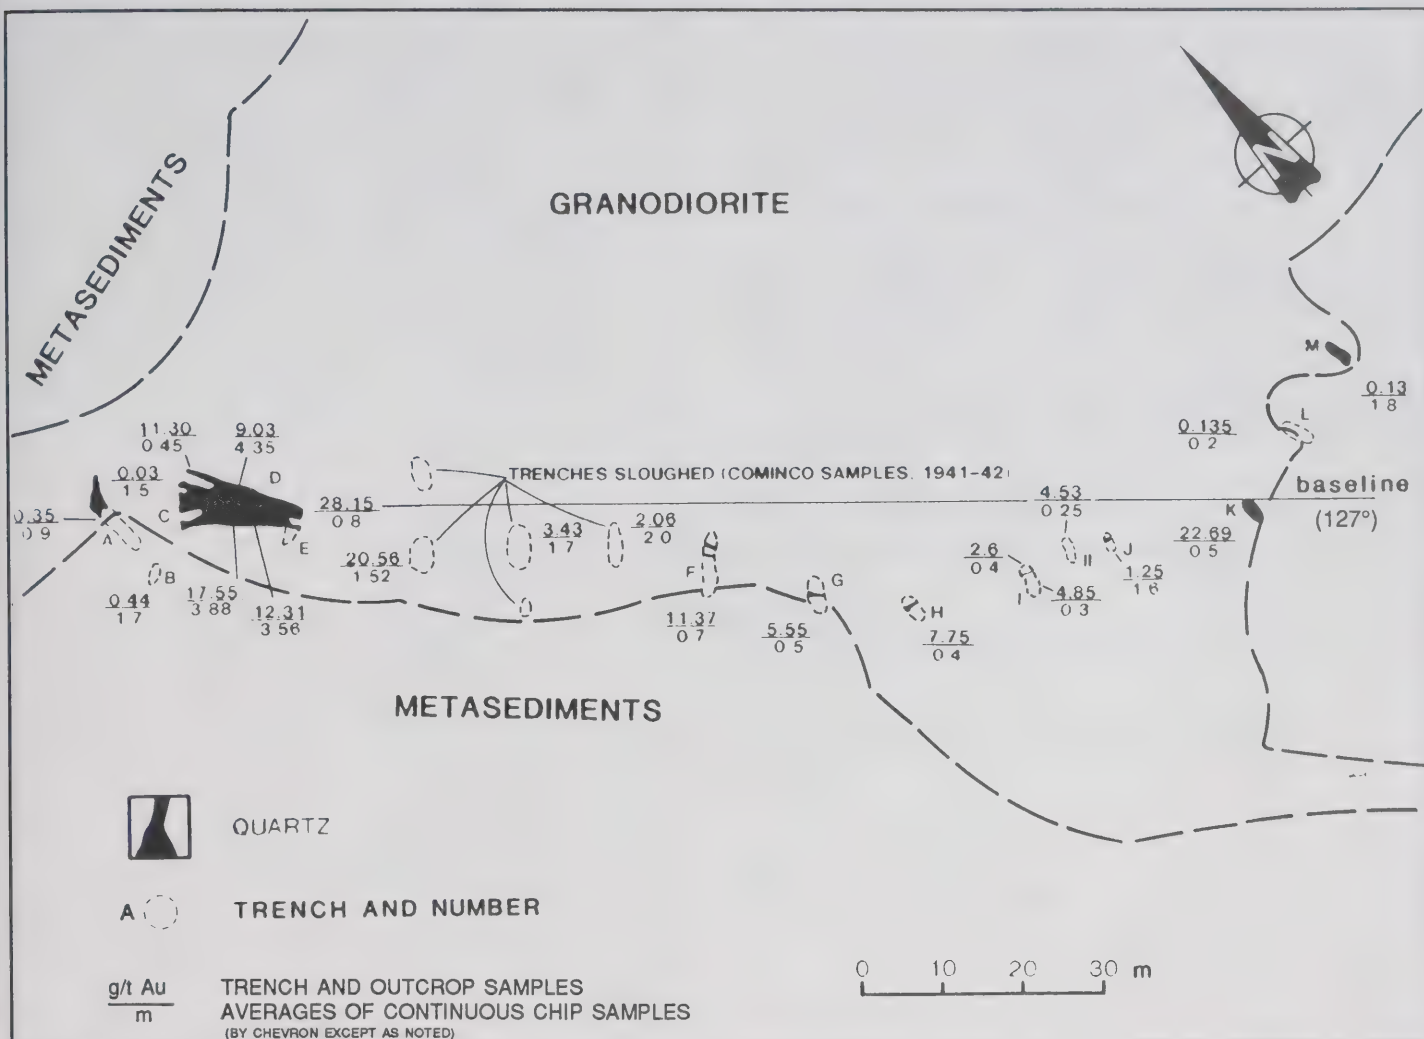 METASEDIMENTS
GRANODIORITE
N
M
0.13
1 8
L
0.135
0 2
11.30
0 45
9.03
4 35
D
TRENCHES SLOUGHED (COMINCO SAMPLES, 1941-42)
0.03
1 5
baseline
(127°)
28.15
0 8
4.53
0 25
C
K
0.35
0 9
A
E
3.43
1 7
2.06
2 0
22.69
0 5
20.56
1 52
2.6
0 4
II
J
B
F
G
1.25
1 6
0.44
1 7
17.55
3 88
12.31
3 56
I
4.85
0 3
H
11.37
0 7
5.55
0 5
7.75
0 4
METASEDIMENTS
QUARTZ
A
TRENCH AND NUMBER
0 10 20 30 m
g/t Au
m
TRENCH AND OUTCROP SAMPLES
AVERAGES OF CONTINUOUS CHIP SAMPLES
(BY CHEVRON EXCEPT AS NOTED)